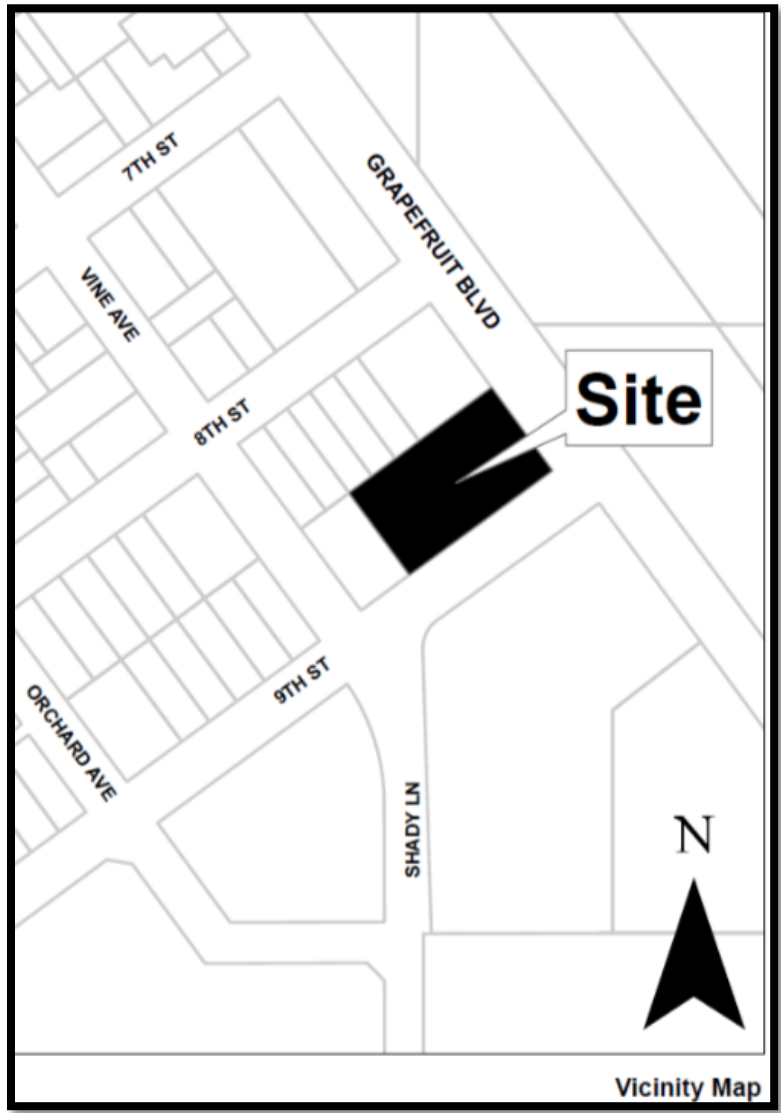 7TH ST
GRAPEFRUIT BLVD
VINE AVE
Site
8TH ST
9TH ST
ORCHARD AVE
SHADY LN
N
Vicinity Map